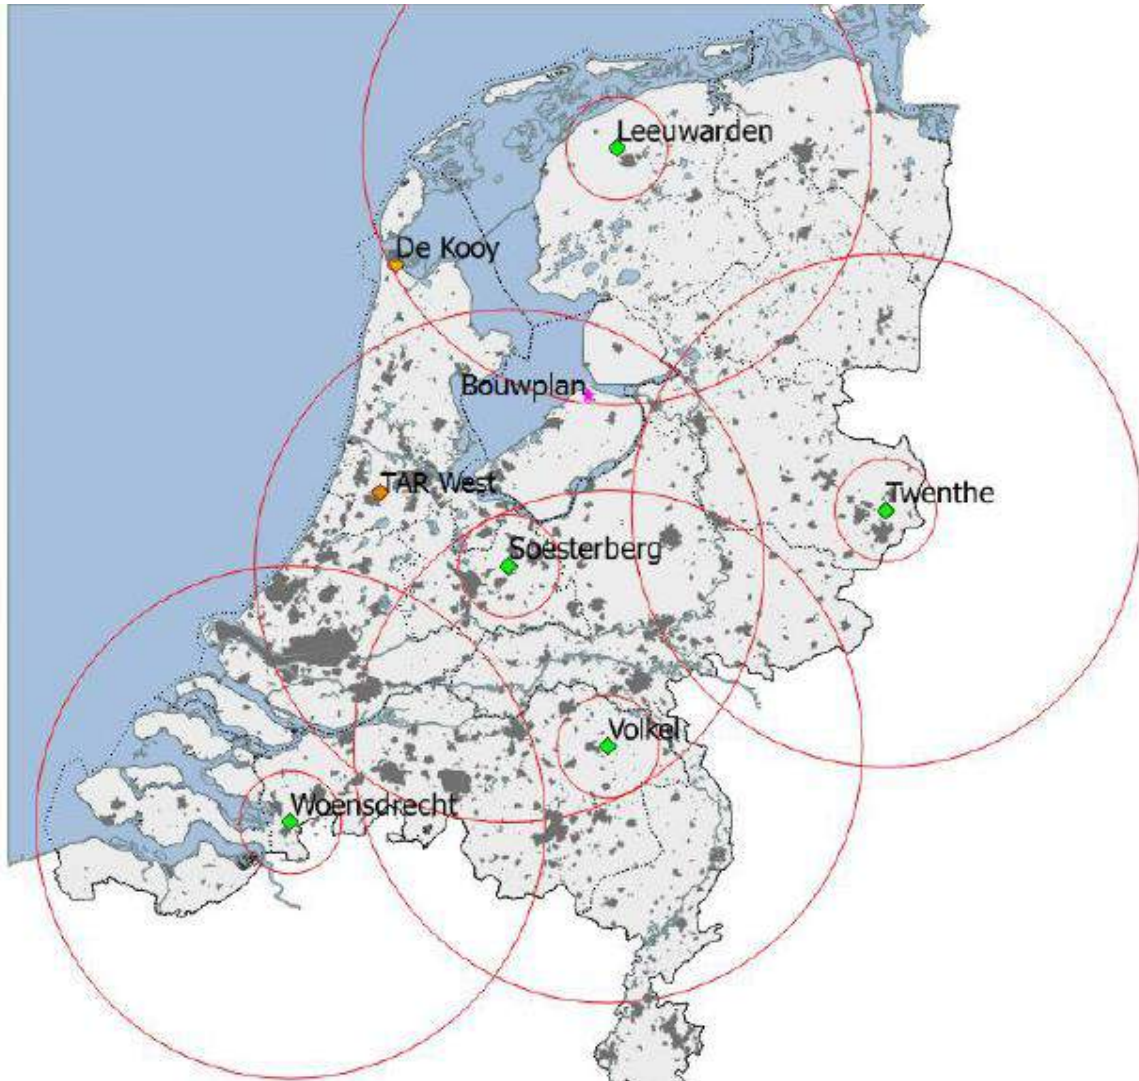 Leeuwarden
De Kooy
Bouwplan
TAR West
Twenthe
Soesterberg
Volkel
Woensdrecht